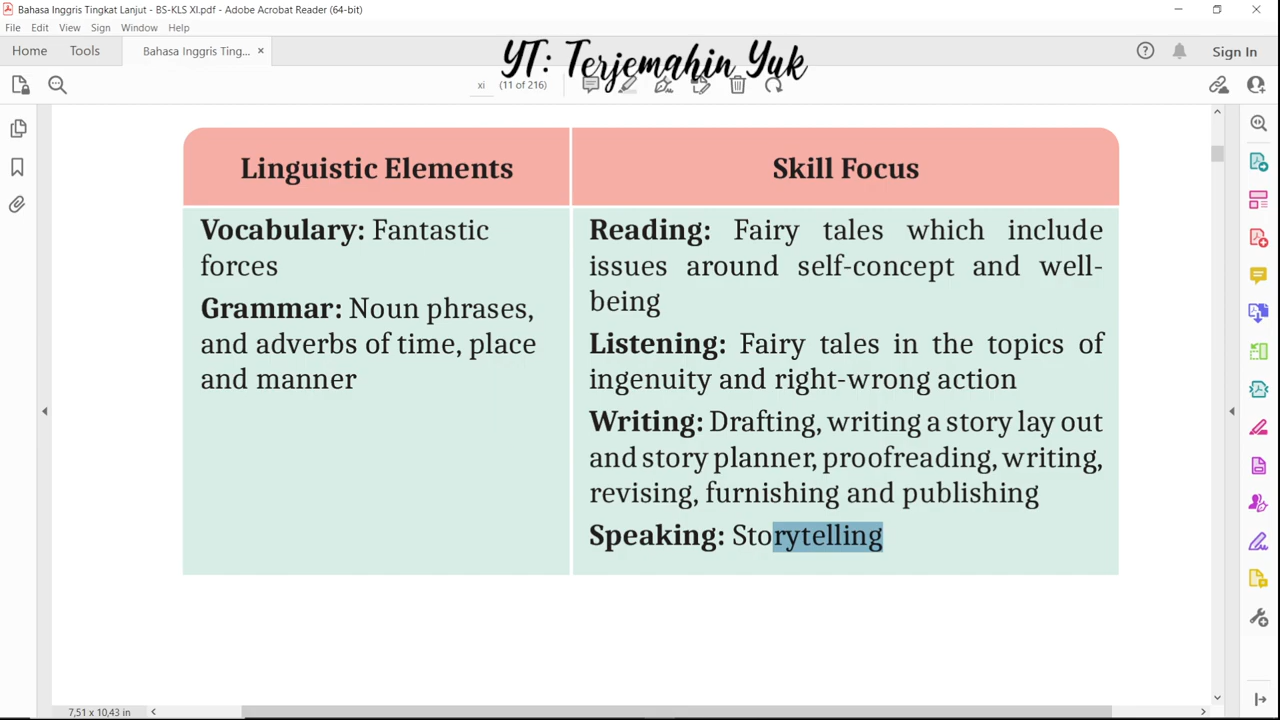 Bahasa Inggris Tingkat Lanjut - BS-KLS XI.pdf - Adobe Acrobat Reader (64-bit)
File Edit View Sign Window Help
Home Tools Bahasa Inggris Ting... × Sign In
YT: Terjemahin Yuk
xi (11 of 216)
Linguistic Elements
Vocabulary: Fantastic
forces
Grammar: Noun phrases,
and adverbs of time, place
and manner
Skill Focus
Reading: Fairy tales which include
issues around self-concept and well-
being
Listening: Fairy tales in the topics of
ingenuity and right-wrong action
Writing: Drafting, writing a story lay out
and story planner, proofreading, writing,
revising, furnishing and publishing
Speaking: Storytelling
7,51 x 10,43 in